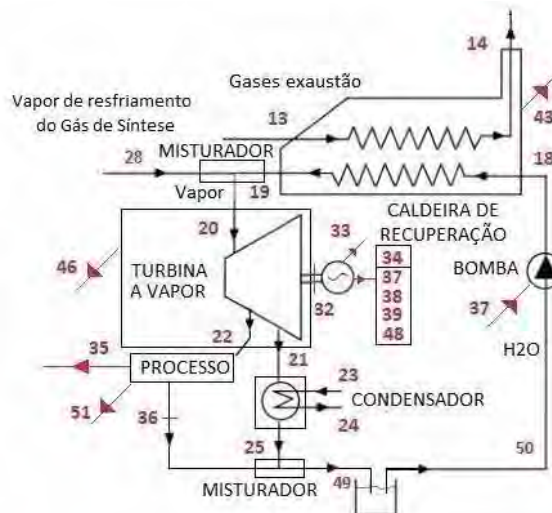 14
Gases exaustão
Vapor de resfriamento
do Gás de Síntese
13
43
28
MISTURADOR
18
Vapor
19
CALDEIRA DE
RECUPERAÇÃO
20
33
46
TURBINA
A VAPOR
34
37
38
39
48
BOMBA
32
37
22
35
PROCESSO
21
H2O
23
51
CONDENSADOR
36
24
25
50
MISTURADOR
49